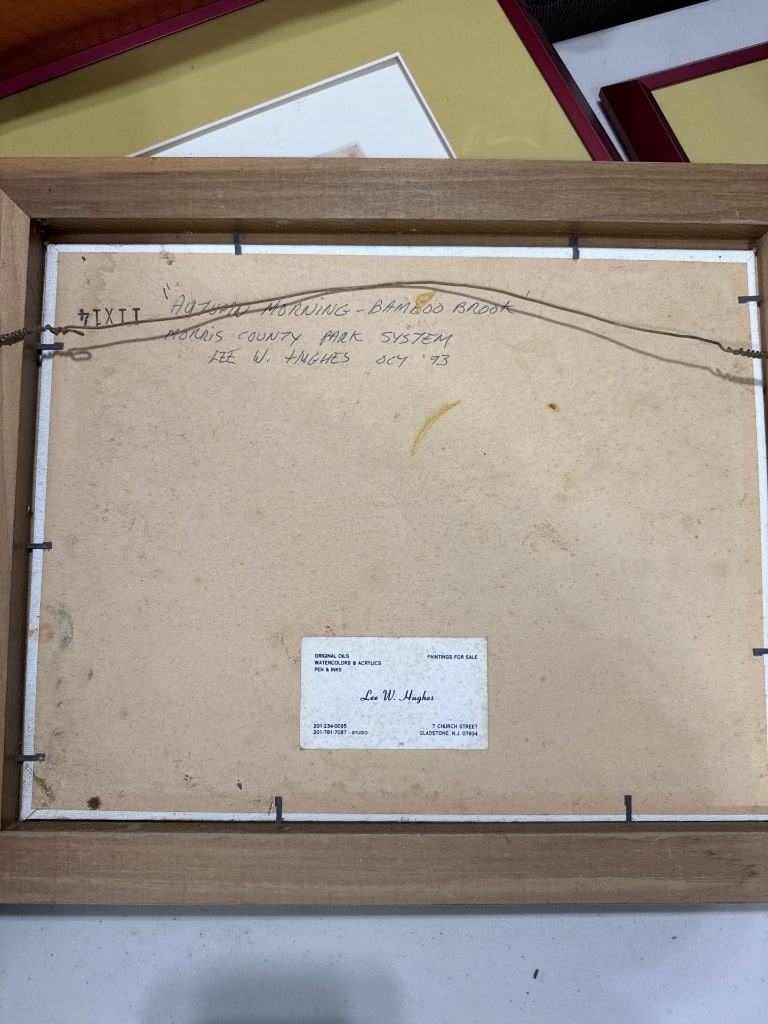 11X14
"AUTUMN MORNING - BAMBOO BROOK"
MORRIS COUNTY PARK SYSTEM
LEE W. HUGHES OCT '93
ORIGINAL OILS
WATERCOLORS & ACRYLICS
PEN & INKS
PAINTINGS FOR SALE
Lee W. Hughes
201-234-0095
201-781-7087 - STUDIO
7 CHURCH STREET
GLADSTONE, N.J. 07934